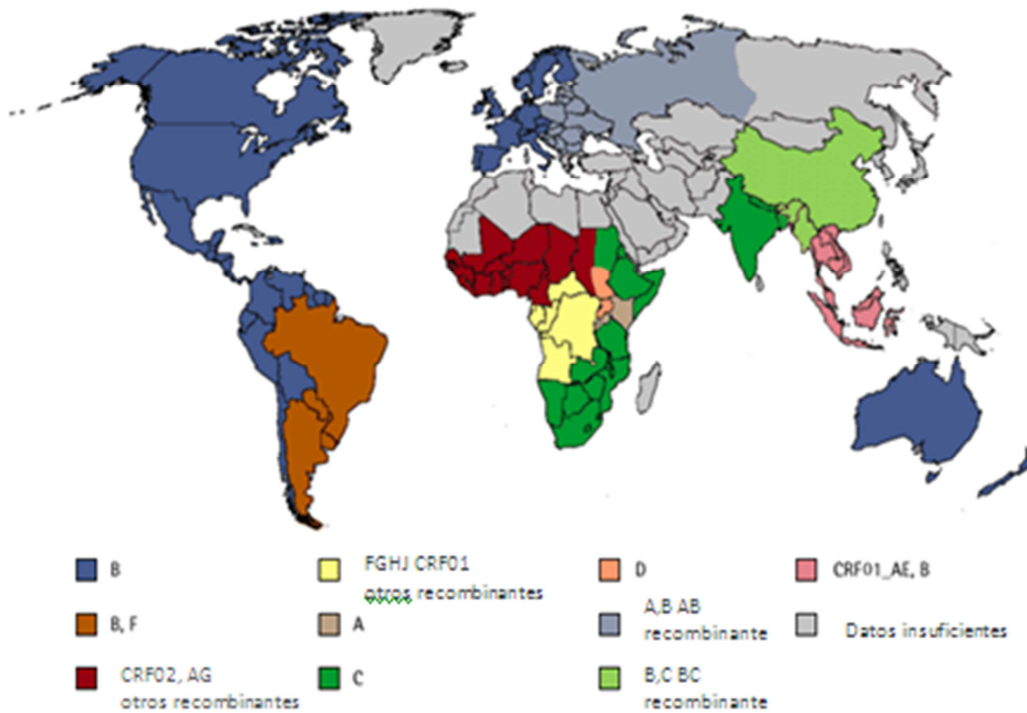 B
B, F
CRF02, AG
otros recombinantes
FGHJ CRF01
otros recombinantes
A
C
D
A,B AB
recombinante
B,C BC
recombinante
CRF01_AE, B
Datos insuficientes